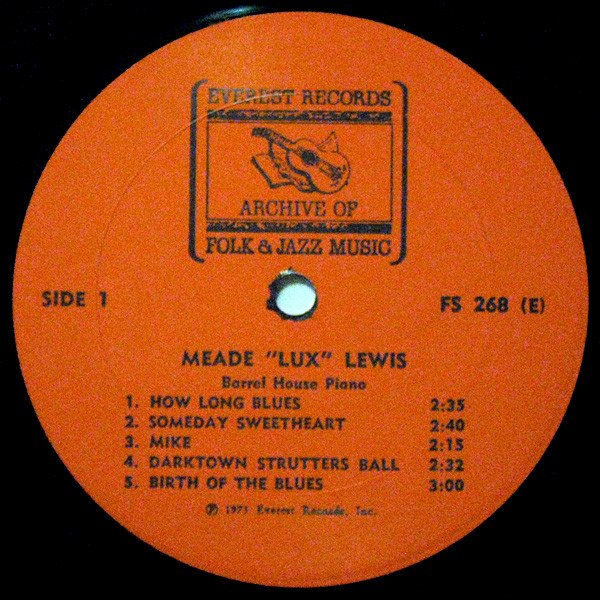 EVEREST RECORDS
ARCHIVE OF
FOLK & JAZZ MUSIC
SIDE 1
FS 268 (E)
MEADE "LUX" LEWIS
Barrel House Piano
1. HOW LONG BLUES 2:35
2. SOMEDAY SWEETHEART 2:40
3. MIKE 2:15
4. DARKTOWN STRUTTERS BALL 2:32
5. BIRTH OF THE BLUES 3:00
℗ 1973 Everest Records, Inc.